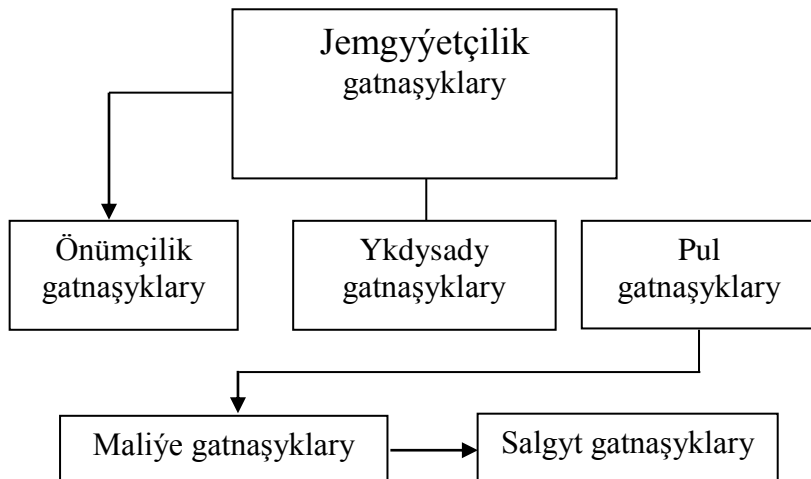 Jemgyýetçilik
gatnaşyklary
Önümçilik
gatnaşyklary
Ykdysady
gatnaşyklary
Pul
gatnaşyklary
Maliýe gatnaşyklary
Salgyt gatnaşyklary